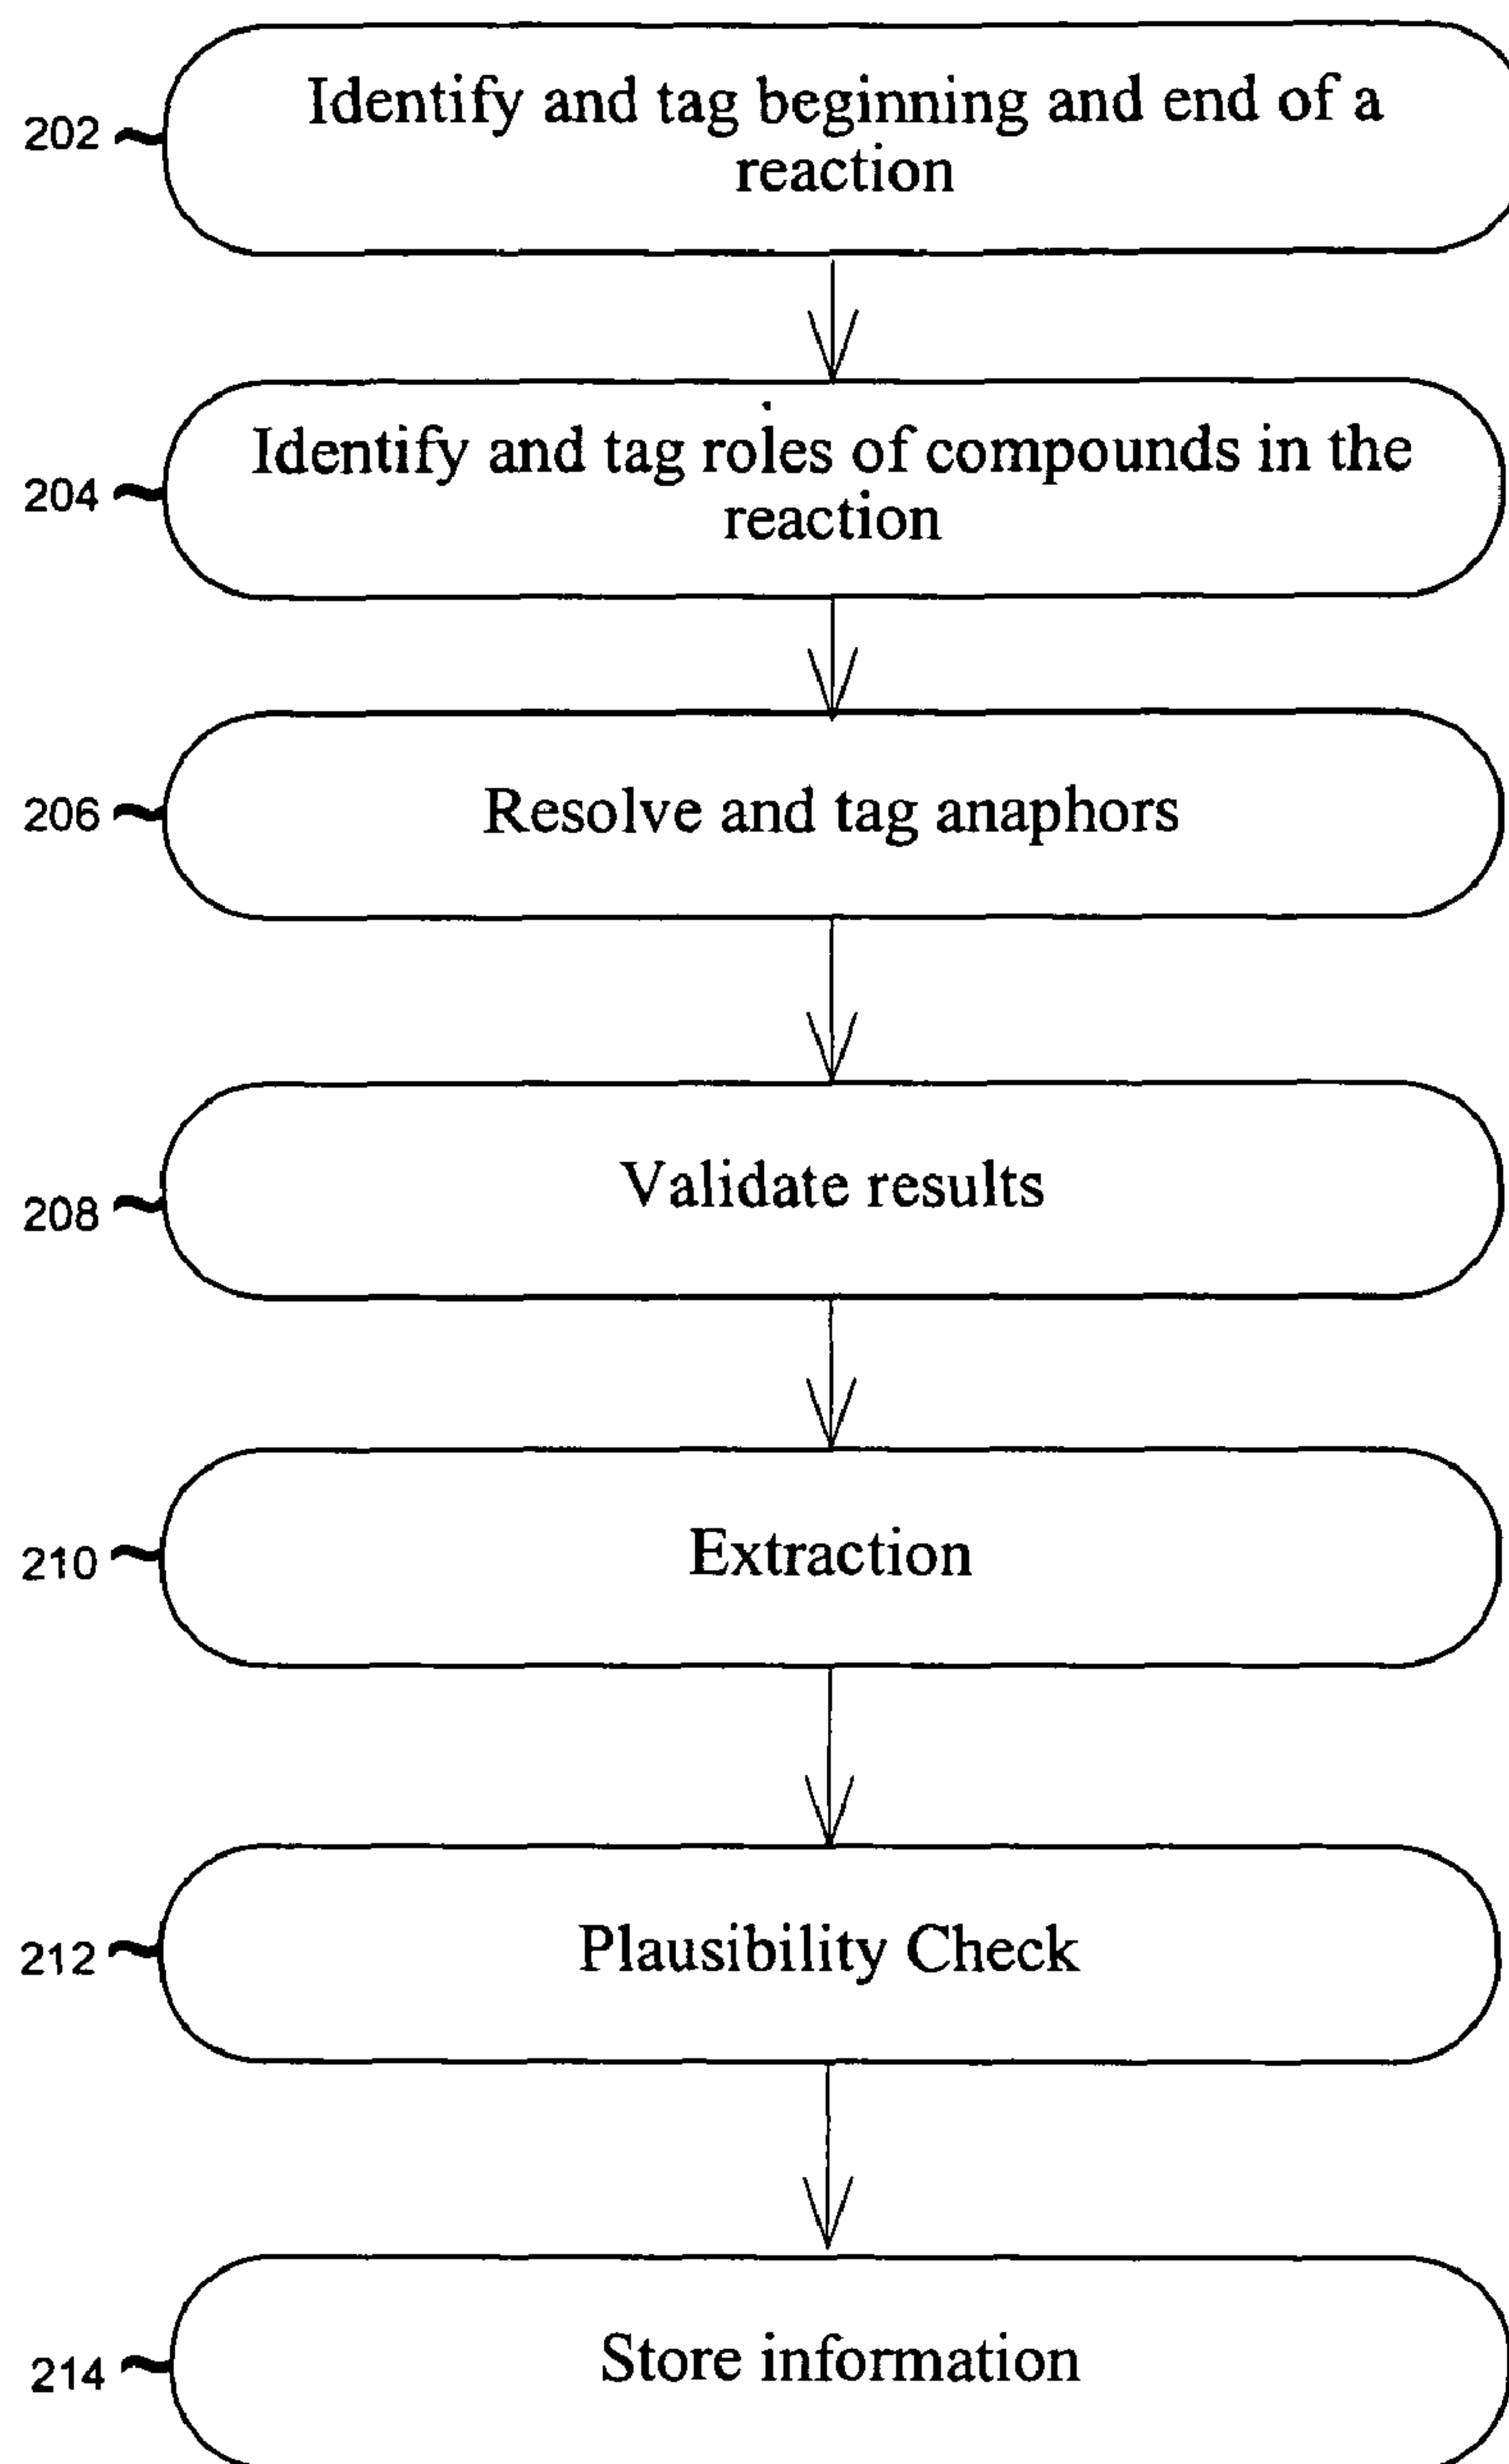 Identify and tag beginning and end of a
reaction
202
Identify and tag roles of compounds in the
reaction
204
Resolve and tag anaphors
206
Validate results
208
Extraction
210
Plausibility Check
212
Store information
214